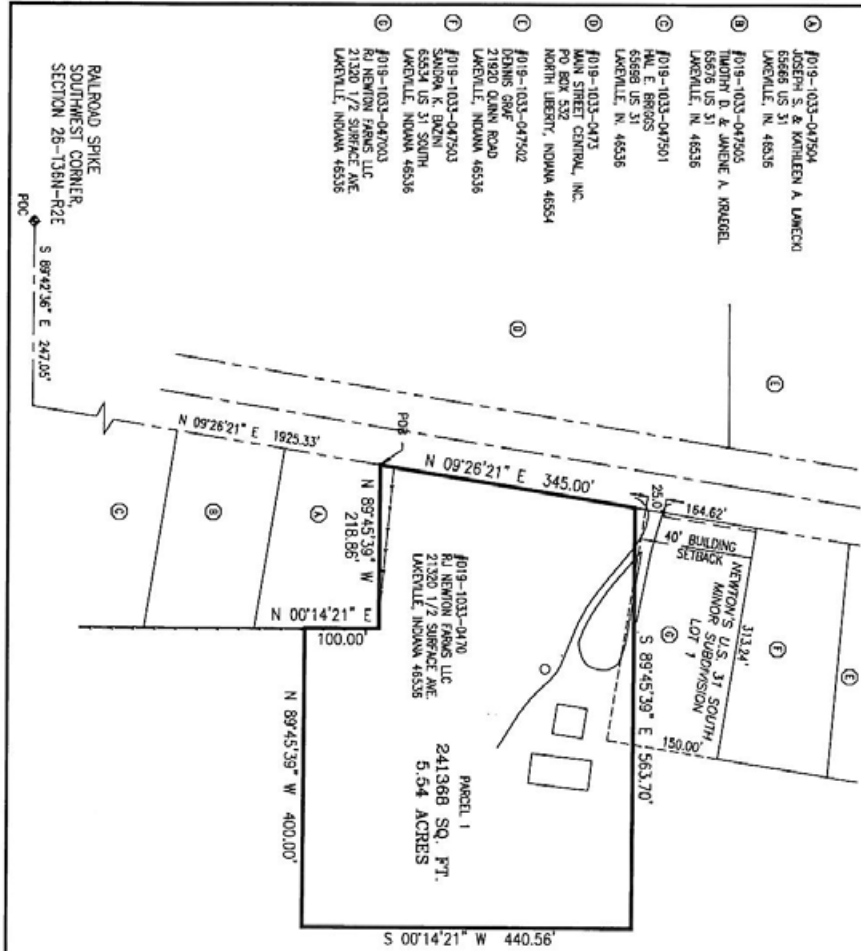 Ⓐ #019-1033-047504
JOSEPH S. & KATHLEEN A. LAWECKI
65666 US 31
LAKEVILLE, IN. 46536
Ⓑ #019-1033-047505
TIMOTHY D. & JANENE A. KRAEGEL
65676 US 31
LAKEVILLE, IN. 46536
Ⓒ #019-1033-047501
HAL E. BRIGGS
65698 US 31
LAKEVILLE, IN. 46536
Ⓓ #019-1033-0473
MAIN STREET CENTRAL, INC.
PO BOX 532
NORTH LIBERTY, INDIANA 46554
Ⓔ #019-1033-047502
DENNIS GRAF
21920 QUINN ROAD
LAKEVILLE, INDIANA 46536
Ⓕ #019-1033-047503
SANDRA K. BAZINI
65534 US 31 SOUTH
LAKEVILLE, INDIANA 46536
Ⓖ #019-1033-047003
RJ NEWTON FARMS LLC
21320 1/2 SURFACE AVE.
LAKEVILLE, INDIANA 46536
RAILROAD SPIKE
SOUTHWEST CORNER,
SECTION 26-T36N-R2E
POC
S 89°42'36" E 247.05'
N 09°26'21" E 1925.33'
POB
N 09°26'21" E 345.00'
25.0'
164.62'
40' BUILDING
SETBACK
NEWTON'S U.S. 31 SOUTH
MINOR SUBDIVISION
LOT 1
313.24'
150.00'
Ⓔ
Ⓓ
Ⓒ
Ⓑ
Ⓐ
Ⓖ
Ⓕ
Ⓔ
N 89°45'39" W
218.86'
N 00°14'21" E
100.00'
#019-1033-0470
RJ NEWTON FARMS LLC
21320 1/2 SURFACE AVE.
LAKEVILLE, INDIANA 46536
S 89°45'39" E 563.70'
PARCEL 1
241368 SQ. FT.
5.54 ACRES
N 89°45'39" W 400.00'
S 00°14'21" W 440.56'